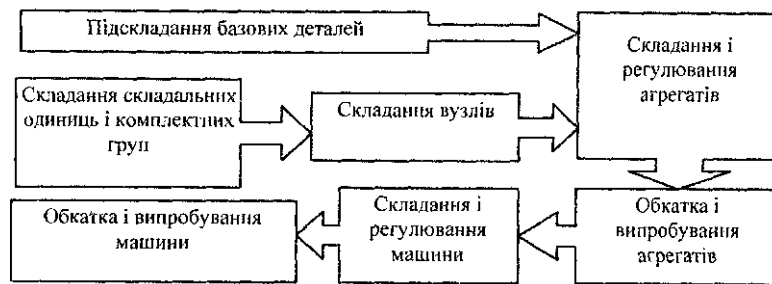 Підскладання базових деталей
Складання і
регулювання
агрегатів
Складання складальних
одиниць і комплектних
груп
Складання вузлів
Обкатка і випробування
машини
Складання і
регулювання
машини
Обкатка і
випробування
агрегатів